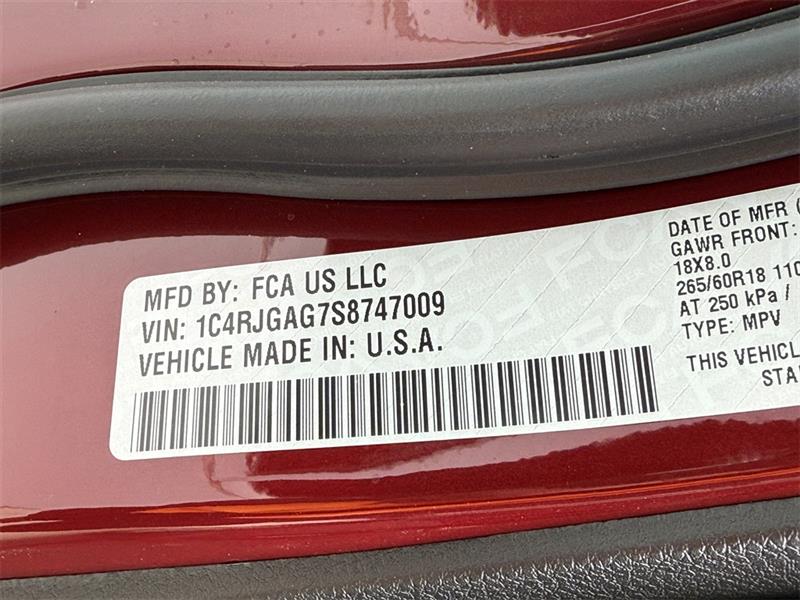 MFD BY: FCA US LLC
VIN: 1C4RJGAG7S8747009
VEHICLE MADE IN: U.S.A.
DATE OF MFR (
GAWR FRONT:
18X8.0
265/60R18 110
AT 250 kPa /
TYPE: MPV
THIS VEHICL
STA